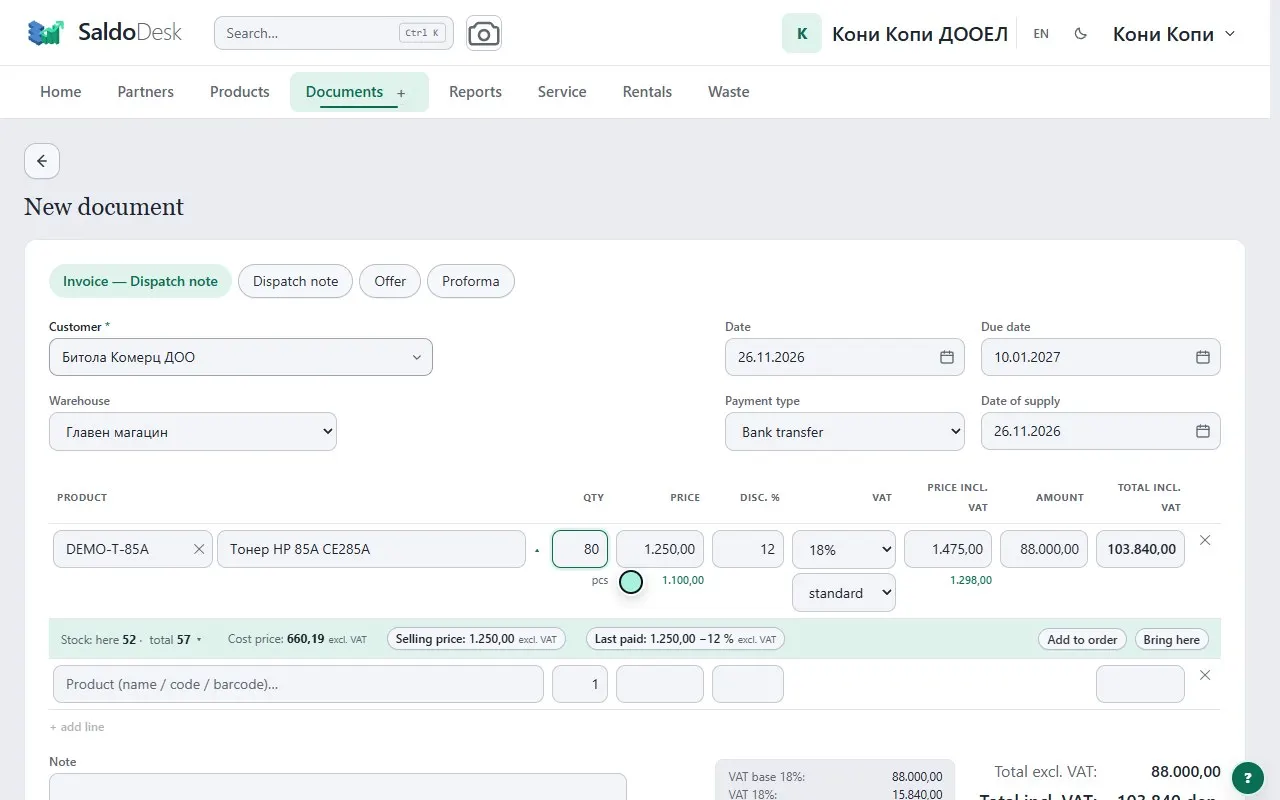 SaldoDesk
Search... Ctrl K
К Кони Копи ДООЕЛ EN Кони Копи
Home Partners Products Documents + Reports Service Rentals Waste
New document
Invoice — Dispatch note Dispatch note Offer Proforma
Customer * Date Due date
Битола Комерц ДОО 26.11.2026 10.01.2027
Warehouse Payment type Date of supply
Главен магацин Bank transfer 26.11.2026
PRODUCT QTY PRICE DISC. % VAT PRICE INCL. VAT AMOUNT TOTAL INCL. VAT
DEMO-T-85A Тонер HP 85A CE285A 80 1.250,00 12 18% 1.475,00 88.000,00 103.840,00
pcs 1.100,00 standard 1.298,00
Stock: here 52 · total 57 Cost price: 660,19 excl. VAT Selling price: 1.250,00 excl. VAT Last paid: 1.250,00 −12 % excl. VAT Add to order Bring here
Product (name / code / barcode)... 1
+ add line
Note
VAT base 18%: 88.000,00 Total excl. VAT: 88.000,00
VAT 18%: 15.840,00
?